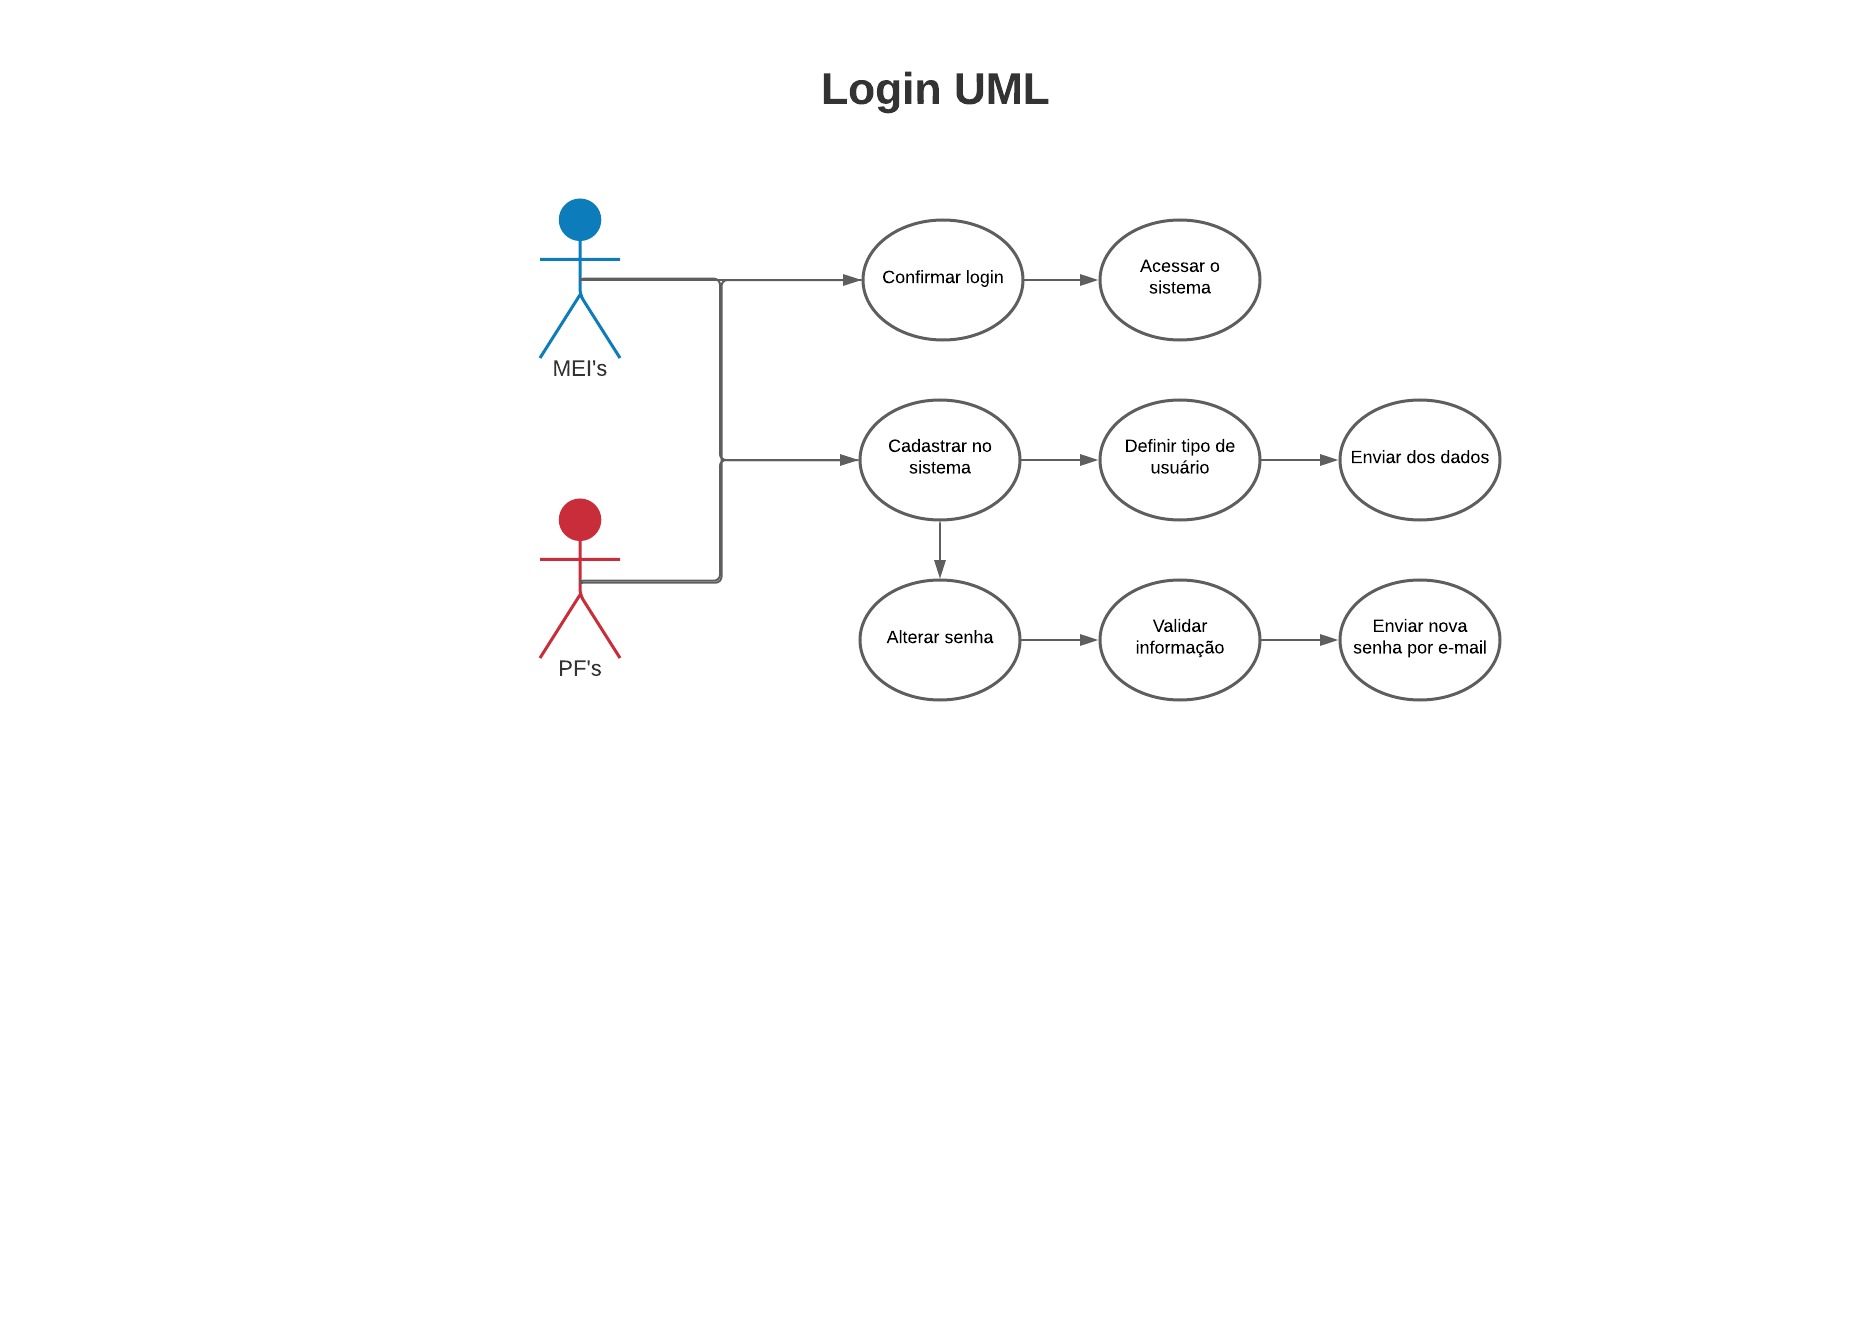 Login UML
MEI's
Confirmar login
Acessar o
sistema
Cadastrar no
sistema
Definir tipo de
usuário
Enviar dos dados
PF's
Alterar senha
Validar
informação
Enviar nova
senha por e-mail